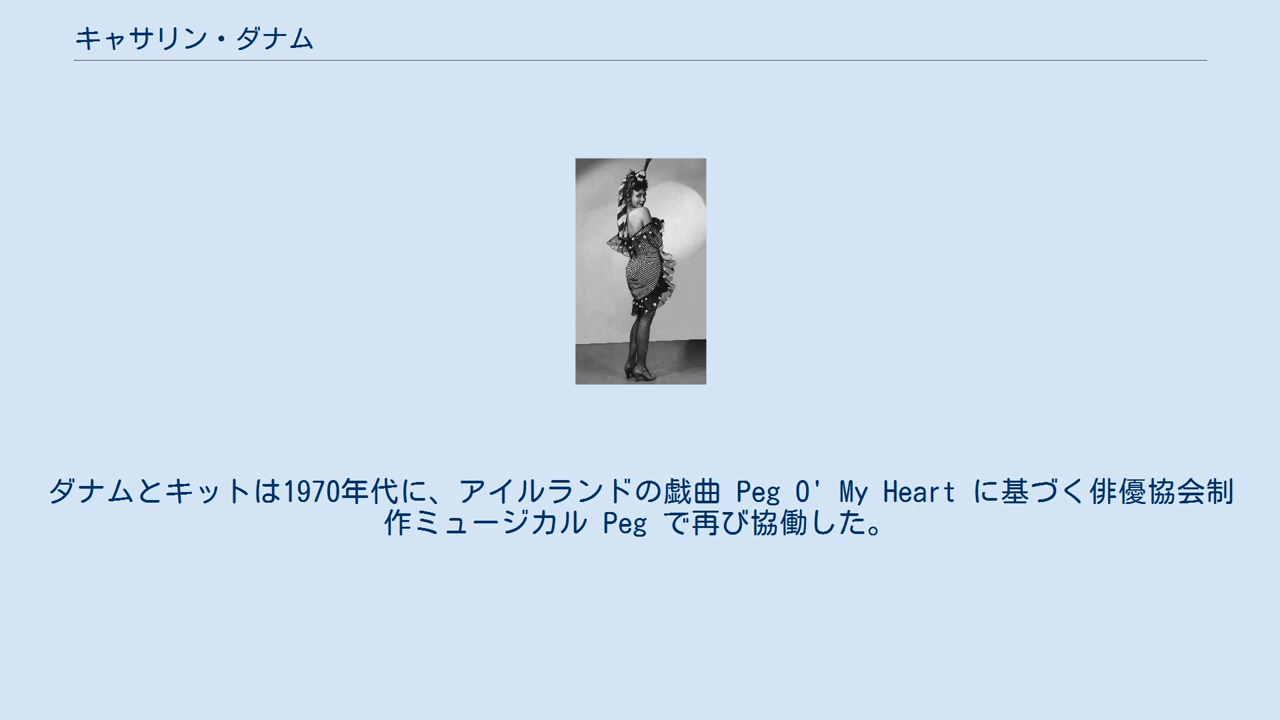 キャサリン・ダナム
ダナムとキットは1970年代に、アイルランドの戯曲 Peg O' My Heart に基づく俳優協会制
作ミュージカル Peg で再び協働した。